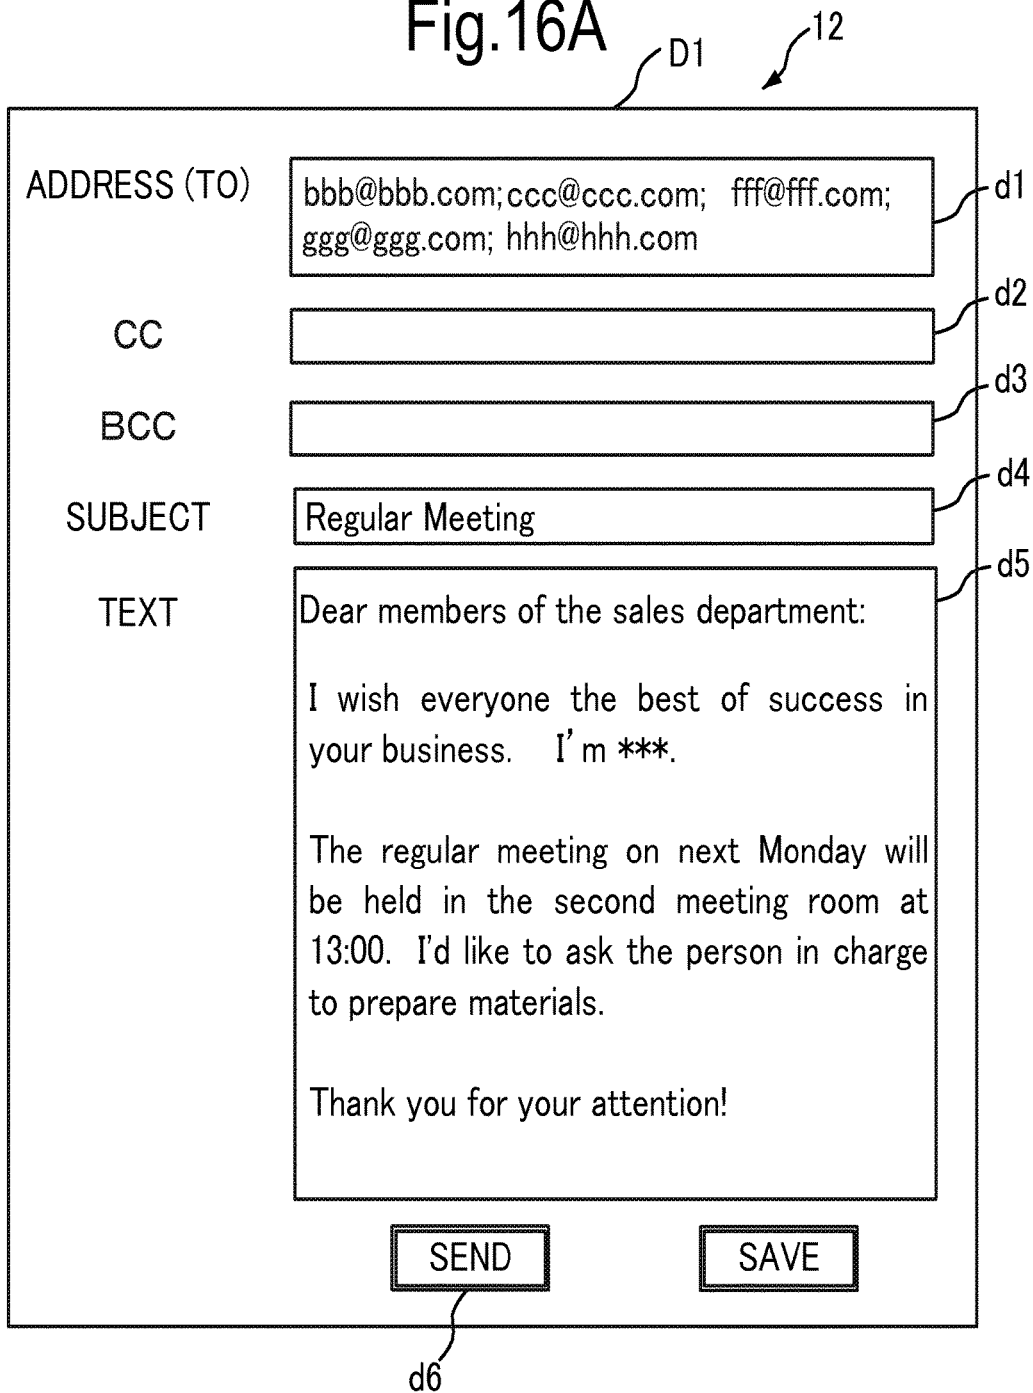 Fig.16A
12
D1
ADDRESS (TO)
bbb@bbb.com;ccc@ccc.com; fff@fff.com;
ggg@ggg.com; hhh@hhh.com
d1
CC
d2
BCC
d3
SUBJECT
Regular Meeting
d4
TEXT
d5
Dear members of the sales department:
I wish everyone the best of success in
your business. I'm ***.
The regular meeting on next Monday will
be held in the second meeting room at
13:00. I'd like to ask the person in charge
to prepare materials.
Thank you for your attention!
SEND
SAVE
d6